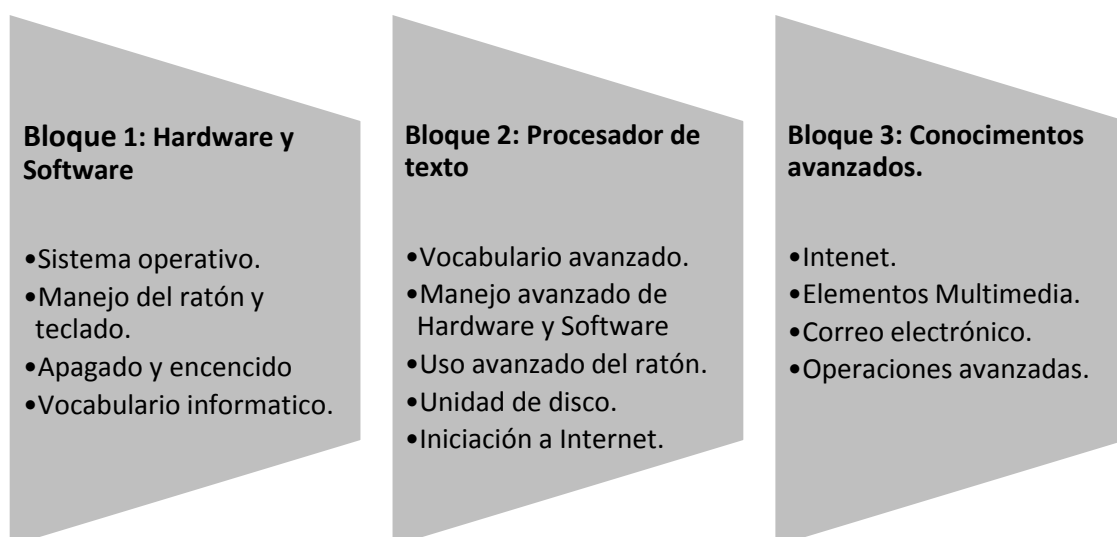 Bloque 1: Hardware y
Software
•Sistema operativo.
•Manejo del ratón y
teclado.
•Apagado y encencido
•Vocabulario informatico.
Bloque 2: Procesador de
texto
•Vocabulario avanzado.
•Manejo avanzado de
Hardware y Software
•Uso avanzado del ratón.
•Unidad de disco.
•Iniciación a Internet.
Bloque 3: Conocimientos
avanzados.
•Intenet.
•Elementos Multimedia.
•Correo electrónico.
•Operaciones avanzadas.